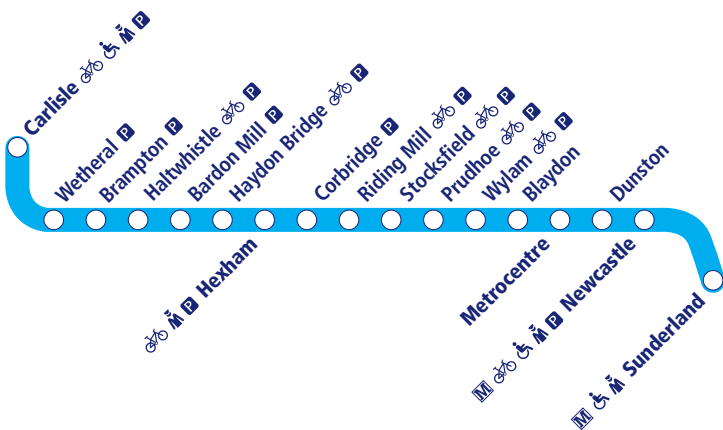 Carlisle P
Wetheral P
Brampton P
Haltwhistle P
Bardon Mill P
Haydon Bridge P
P Hexham
Corbridge P
Riding Mill P
Stocksfield P
Prudhoe P
Wylam P
Blaydon
Metrocentre
Dunston
M P Newcastle
M Sunderland